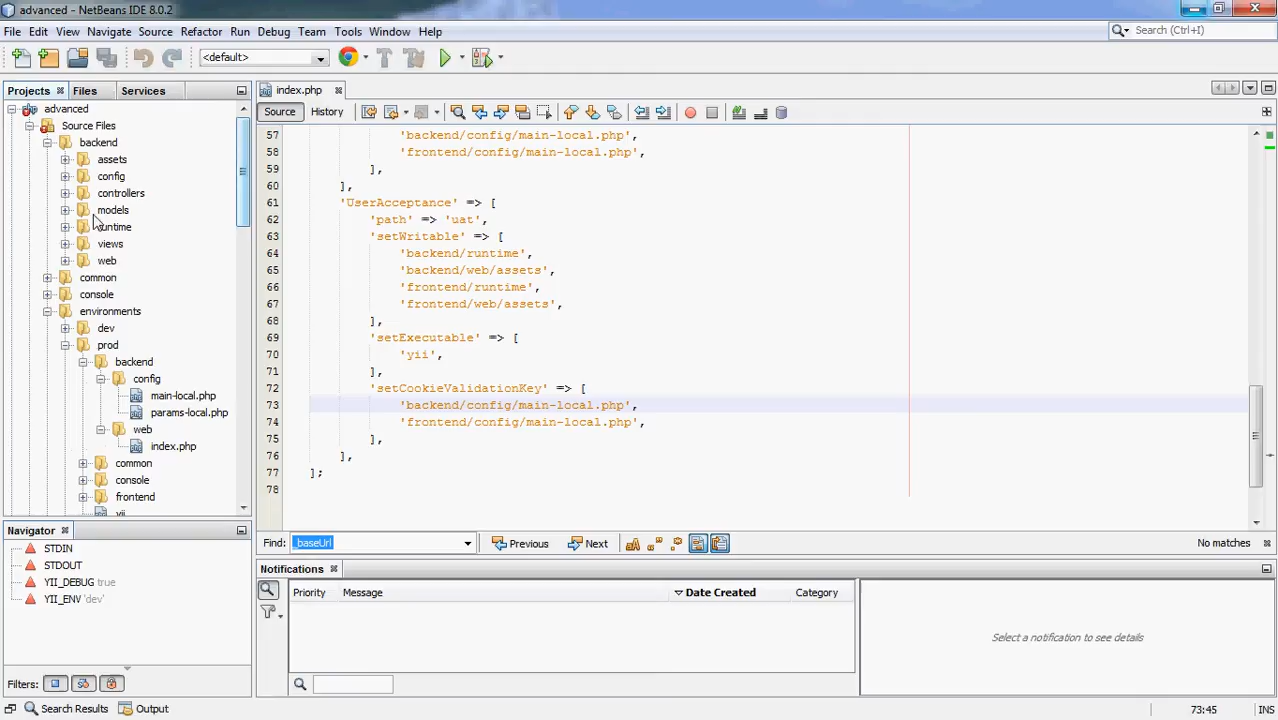 advanced - NetBeans IDE 8.0.2
File Edit View Navigate Source Refactor Run Debug Team Tools Window Help
Search (Ctrl+I)
<default>
Projects Files Services
index.php
Source History
advanced
Source Files
backend
assets
config
controllers
models
runtime
views
web
common
console
environments
dev
prod
backend
config
main-local.php
params-local.php
web
index.php
common
console
frontend
yii
57 'backend/config/main-local.php',
58 'frontend/config/main-local.php',
59 ],
60 ],
61 'UserAcceptance' => [
62 'path' => 'uat',
63 'setWritable' => [
64 'backend/runtime',
65 'backend/web/assets',
66 'frontend/runtime',
67 'frontend/web/assets',
68 ],
69 'setExecutable' => [
70 'yii',
71 ],
72 'setCookieValidationKey' => [
73 'backend/config/main-local.php',
74 'frontend/config/main-local.php',
75 ],
76 ],
77 ];
78
Find: _baseUrl Previous Next No matches
Navigator
STDIN
STDOUT
YII_DEBUG true
YII_ENV 'dev'
Filters:
Notifications
Priority Message Date Created Category
Select a notification to see details
Search Results Output
73:45 INS